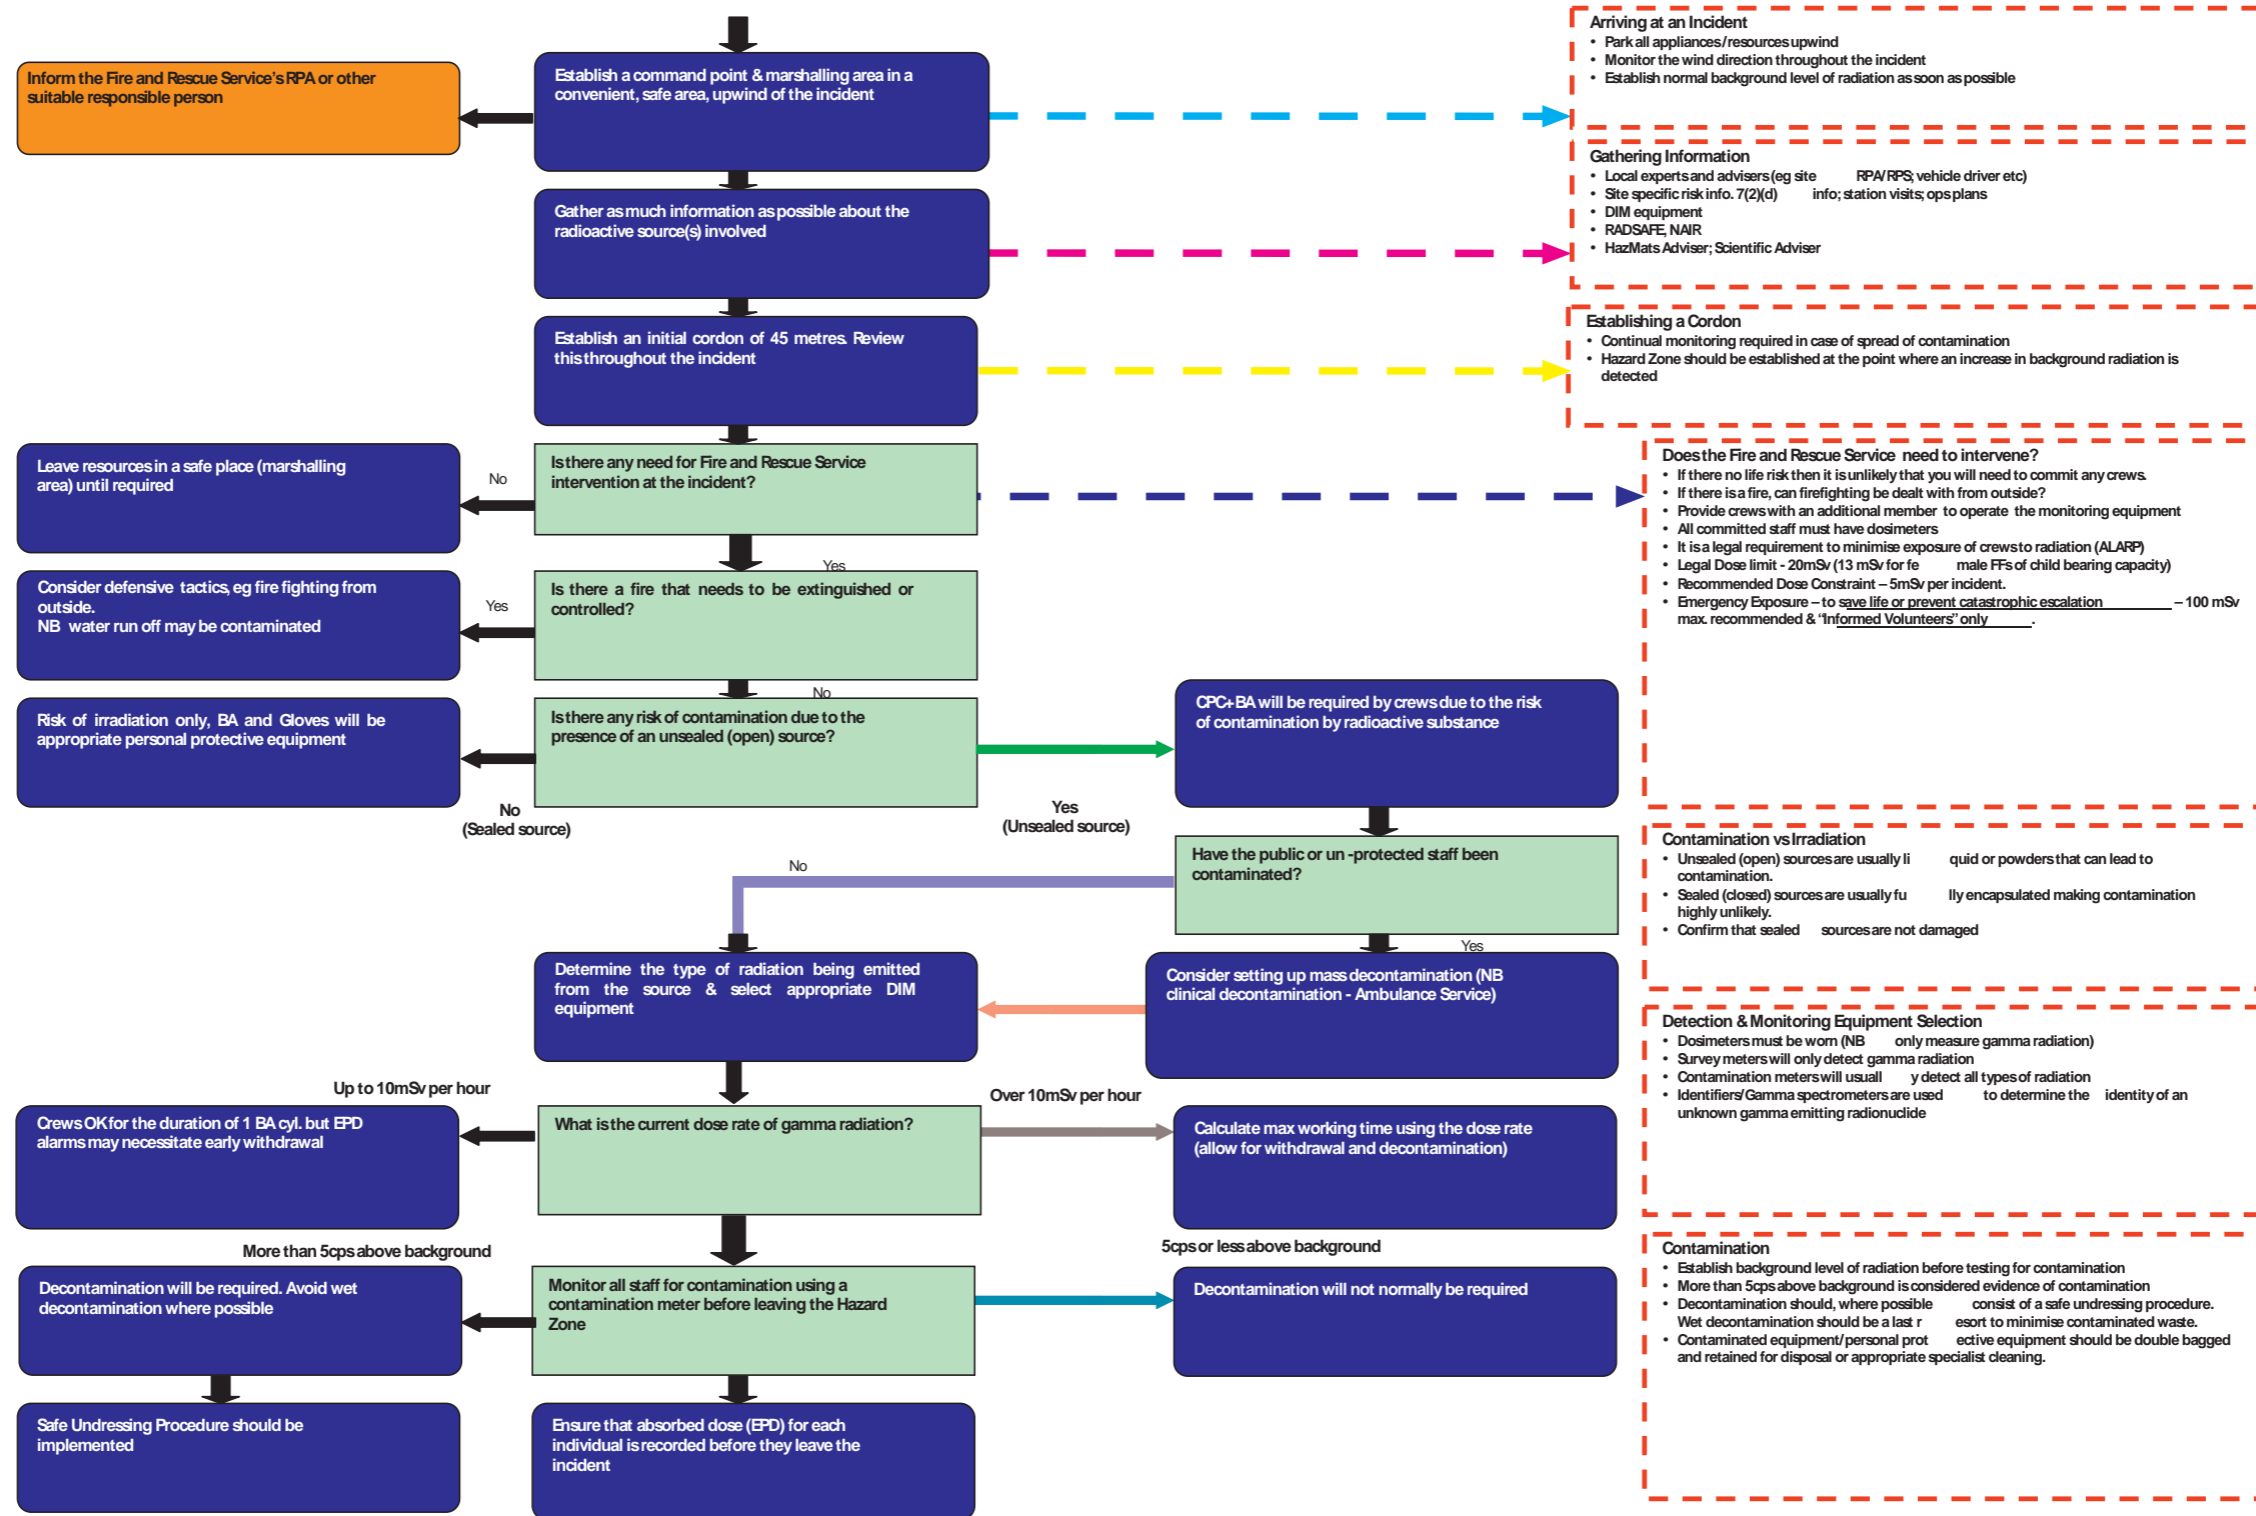 Inform the Fire and Rescue Service's RPA or other
suitable responsible person
Establish a command point & marshalling area in a
convenient, safe area, upwind of the incident
Gather as much information as possible about the
radioactive source(s) involved
Establish an initial cordon of 45 metres. Review
this throughout the incident
Is there any need for Fire and Rescue Service
intervention at the incident?
No
Leave resources in a safe place (marshalling
area) until required
Yes
Is there a fire that needs to be extinguished or
controlled?
Yes
Consider defensive tactics, eg fire fighting from
outside.
NB water run off may be contaminated
No
Is there any risk of contamination due to the
presence of an unsealed (open) source?
Risk of irradiation only, BA and Gloves will be
appropriate personal protective equipment
No
(Sealed source)
Yes
(Unsealed source)
CPC+BA will be required by crews due to the risk
of contamination by radioactive substance
Have the public or un -protected staff been
contaminated?
No
Yes
Determine the type of radiation being emitted
from the source & select appropriate DIM
equipment
Consider setting up mass decontamination (NB
clinical decontamination - Ambulance Service)
Up to 10mSv per hour
Over 10mSv per hour
Crews OK for the duration of 1 BA cyl. but EPD
alarms may necessitate early withdrawal
What is the current dose rate of gamma radiation?
Calculate max working time using the dose rate
(allow for withdrawal and decontamination)
More than 5cps above background
5cps or less above background
Decontamination will be required. Avoid wet
decontamination where possible
Monitor all staff for contamination using a
contamination meter before leaving the Hazard
Zone
Decontamination will not normally be required
Safe Undressing Procedure should be
implemented
Ensure that absorbed dose (EPD) for each
individual is recorded before they leave the
incident
Arriving at an Incident
• Park all appliances/resources upwind
• Monitor the wind direction throughout the incident
• Establish normal background level of radiation as soon as possible
Gathering Information
• Local experts and advisers (eg site RPA/RPS; vehicle driver etc)
• Site specific risk info. 7(2)(d) info; station visits; ops plans
• DIM equipment
• RADSAFE, NAIR
• HazMats Adviser; Scientific Adviser
Establishing a Cordon
• Continual monitoring required in case of spread of contamination
• Hazard Zone should be established at the point where an increase in background radiation is
detected
Does the Fire and Rescue Service need to intervene?
• If there no life risk then it is unlikely that you will need to commit any crews.
• If there is a fire, can firefighting be dealt with from outside?
• Provide crews with an additional member to operate the monitoring equipment
• All committed staff must have dosimeters
• It is a legal requirement to minimise exposure of crews to radiation (ALARP)
• Legal Dose limit - 20mSv (13 mSv for fe male FFs of child bearing capacity)
• Recommended Dose Constraint – 5mSv per incident.
• Emergency Exposure – to save life or prevent catastrophic escalation – 100 mSv
max. recommended & "Informed Volunteers" only .
Contamination vs Irradiation
• Unsealed (open) sources are usually li quid or powders that can lead to
contamination.
• Sealed (closed) sources are usually fu lly encapsulated making contamination
highly unlikely.
• Confirm that sealed sources are not damaged
Detection & Monitoring Equipment Selection
• Dosimeters must be worn (NB only measure gamma radiation)
• Survey meters will only detect gamma radiation
• Contamination meters will usuall y detect all types of radiation
• Identifiers/Gamma spectrometers are used to determine the identity of an
unknown gamma emitting radionuclide
Contamination
• Establish background level of radiation before testing for contamination
• More than 5cps above background is considered evidence of contamination
• Decontamination should, where possible consist of a safe undressing procedure.
Wet decontamination should be a last r esort to minimise contaminated waste.
• Contaminated equipment/personal prot ective equipment should be double bagged
and retained for disposal or appropriate specialist cleaning.